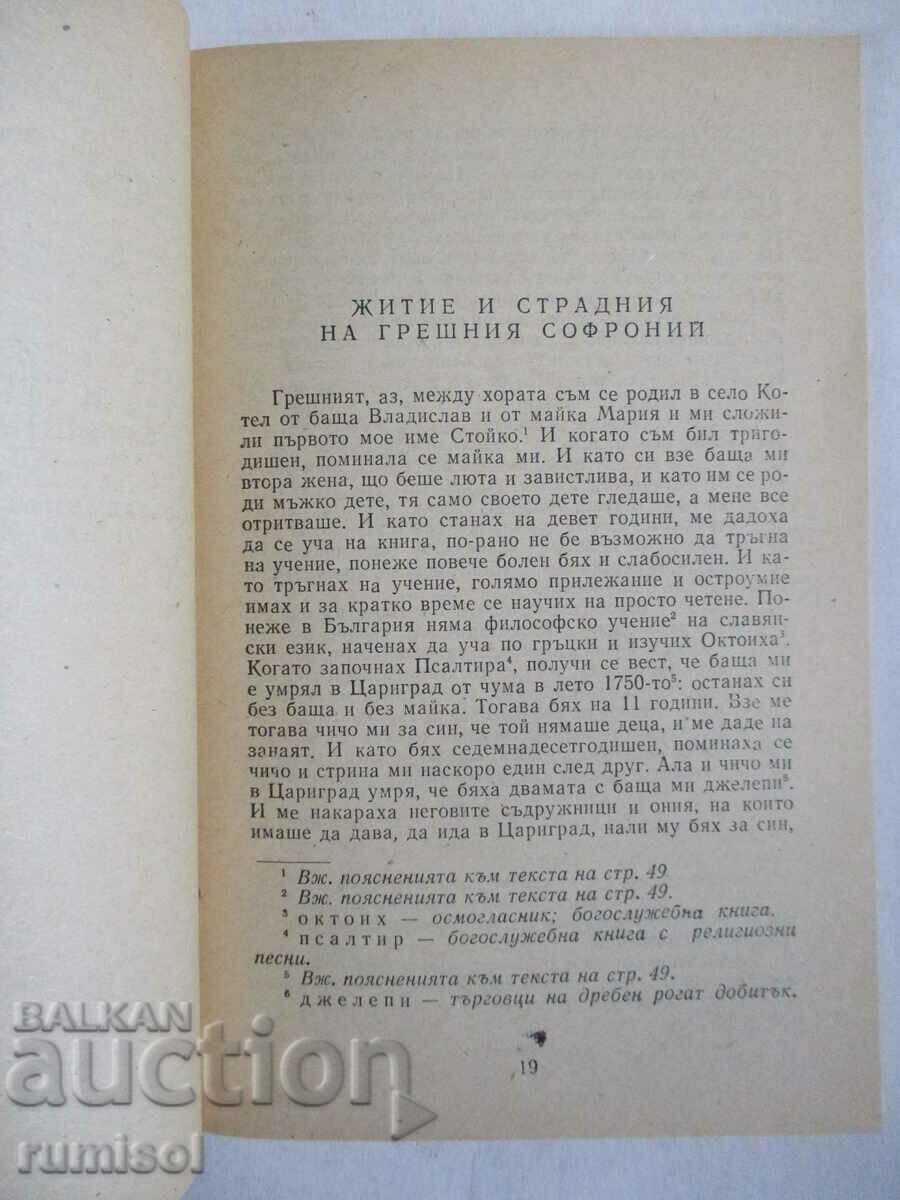 ЖИТИЕ И СТРАДНИЯ
НА ГРЕШНИЯ СОФРОНИЙ
Грешният, аз, между хората съм се родил в село Ко-
тел от баща Владислав и от майка Мария и ми сложи-
ли първото мое име Стойко.¹ И когато съм бил триго-
дишен, поминала се майка ми. И като си взе баща ми
втора жена, що беше люта и завистлива, и като им се ро-
ди мъжко дете, тя само своето дете гледаше, а мене все
отритваше. И като станах на девет години, ме дадоха
да се уча на книга, по-рано не бе възможно да тръгна
на учение, понеже повече болен бях и слабосилен. И ка-
то тръгнах на учение, голямо прилежание и остроумие
имах и за кратко време се научих на просто четене. По-
неже в България няма философско учение² на славян-
ски език, наченах да уча по гръцки и изучих Октоиха³.
Когато започнах Псалтира⁴, получи се вест, че баща ми
е умрял в Цариград от чума в лето 1750-то⁵: останах си
без баща и без майка. Тогава бях на 11 години. Взе ме
тогава чичо ми за син, че той нямаше деца, и ме даде на
занаят. И като бях седемнадесетгодишен, поминаха се
чичо и стрина ми наскоро един след друг. Ала и чичо ми
в Цариград умря, че бяха двамата с баща ми джелепи⁶.
И ме накараха неговите съдружници и ония, на които
имаше да дава, да ида в Цариград, нали му бях за син,
¹ Вж. поясненията към текста на стр. 49
² Вж. поясненията към текста на стр. 49.
³ октоих — осмогласник; богослужебна книга.
⁴ псалтир — богослужебна книга с религиозни
песни.
⁵ Вж. поясненията към текста на стр. 49.
⁶ джелепи — търговци на дребен рогат добитък.
19
BALKAN
auction
rumisol